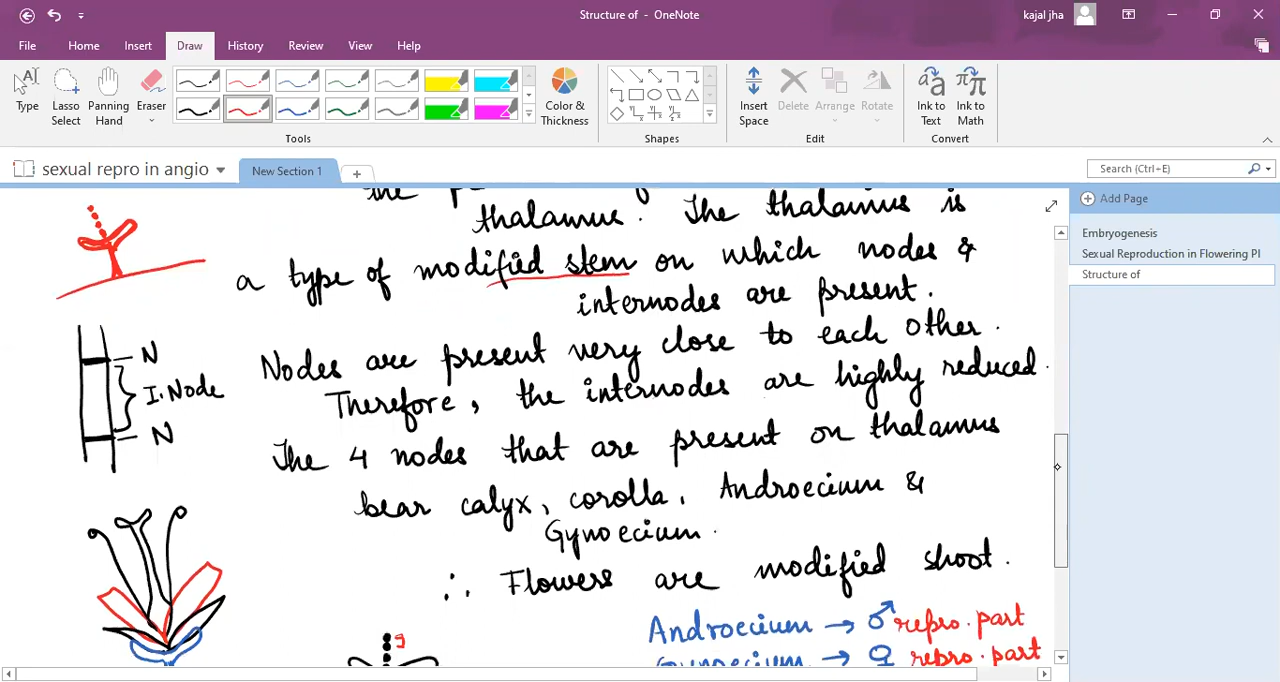 Structure of - OneNote
kajal jha
File Home Insert Draw History Review View Help
Type
Lasso Select
Panning Hand
Eraser
Color & Thickness
Insert Space
Delete
Arrange
Rotate
Ink to Text
Ink to Math
Tools
Shapes
Edit
Convert
sexual repro in angio
New Section 1
Search (Ctrl+E)
Add Page
Embryogenesis
Sexual Reproduction in Flowering Pl
Structure of
the
thalamus. The thalamus is
a type of modified stem on which nodes &
internodes are present.
Nodes are present very close to each other.
Therefore, the internodes are highly reduced.
The 4 nodes that are present on thalamus
bear calyx, corolla, Androecium &
Gynoecium.
∴ Flowers are modified shoot.
N
I. Node
N
9
Androecium → ♂ repro. part
Gynoecium → ♀ repro. part